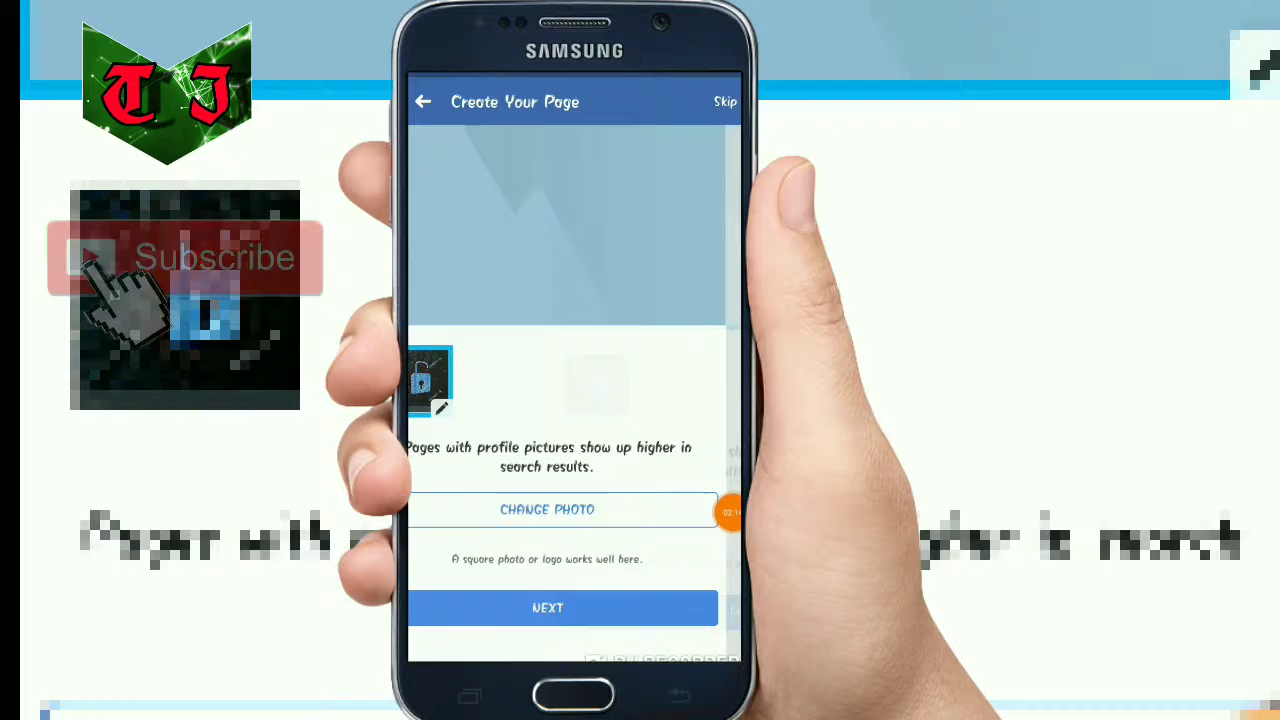 SAMSUNG
TJ
Create Your Page
Skip
Subscribe
Pages with profile pictures show up higher in
search results.
CHANGE PHOTO
A square photo or logo works well here.
NEXT